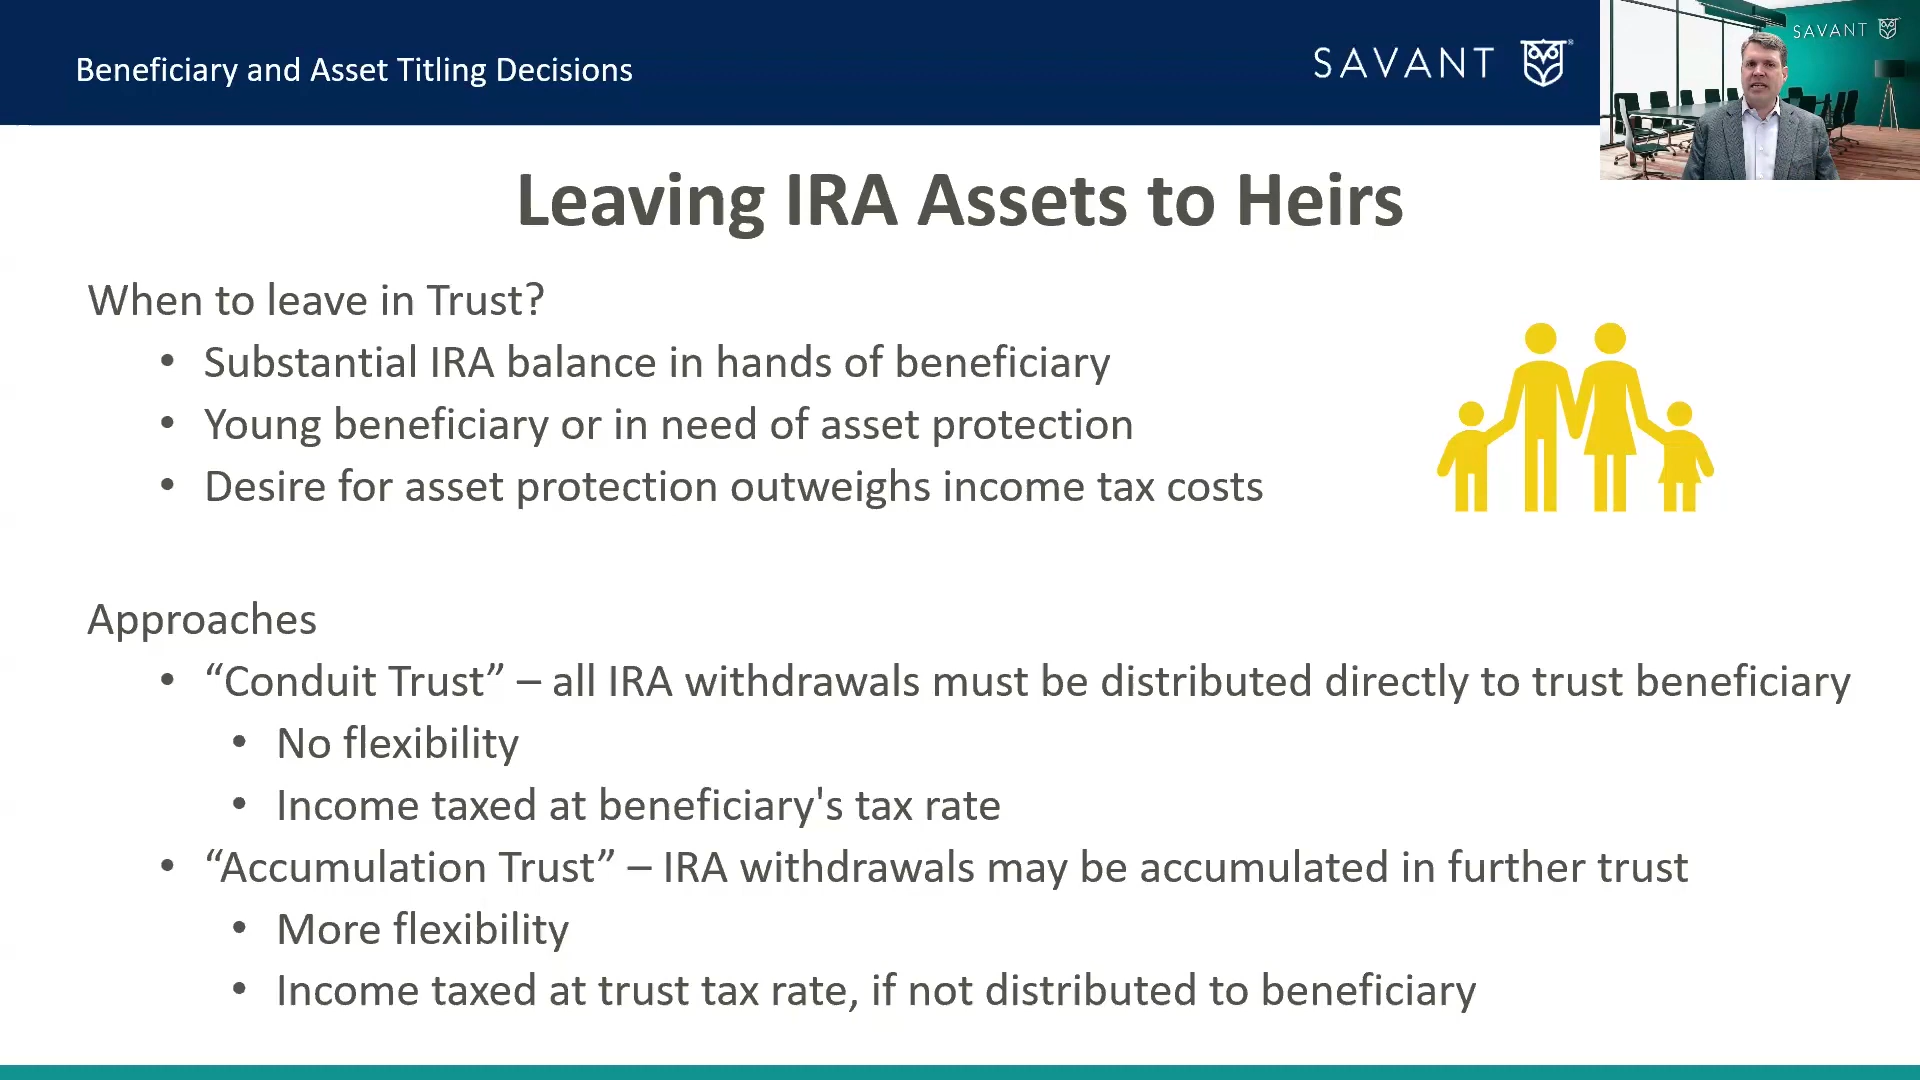 Beneficiary and Asset Titling Decisions
SAVANT
SAVANT
Leaving IRA Assets to Heirs
When to leave in Trust?
• Substantial IRA balance in hands of beneficiary
• Young beneficiary or in need of asset protection
• Desire for asset protection outweighs income tax costs
Approaches
• “Conduit Trust” – all IRA withdrawals must be distributed directly to trust beneficiary
• No flexibility
• Income taxed at beneficiary's tax rate
• “Accumulation Trust” – IRA withdrawals may be accumulated in further trust
• More flexibility
• Income taxed at trust tax rate, if not distributed to beneficiary